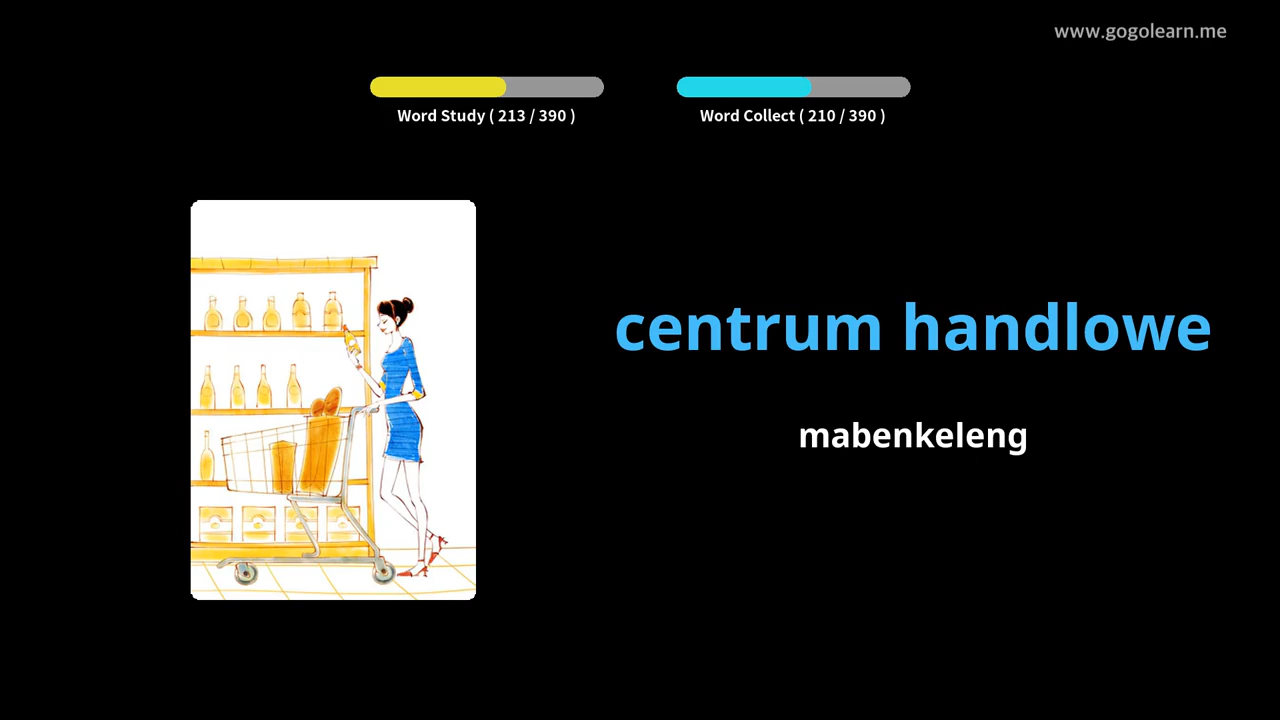 www.gogolearn.me
Word Study ( 213 / 390 )
Word Collect ( 210 / 390 )
centrum handlowe
mabenkeleng